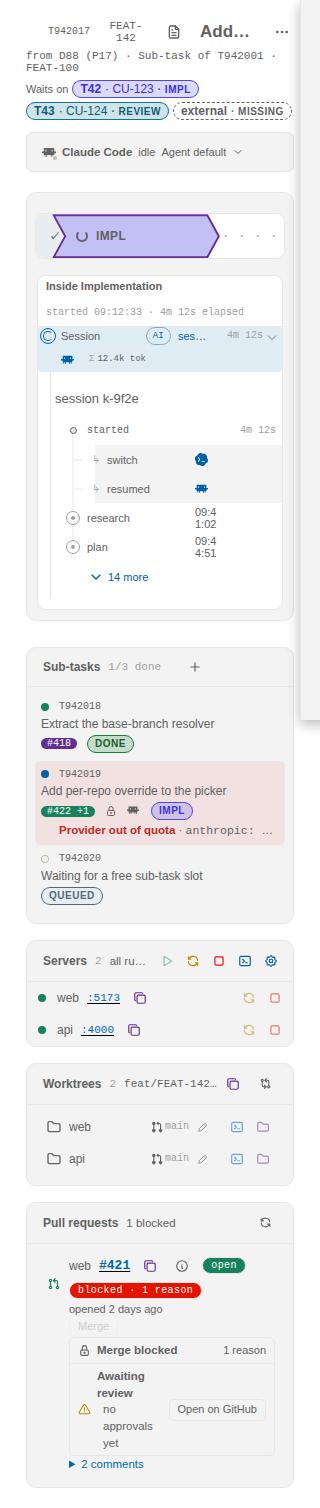 T942017 FEAT-142 Add…
from D88 (P17) · Sub-task of T942001 ·
FEAT-100
Waits on T42 · CU-123 · IMPL
T43 · CU-124 · REVIEW external · MISSING
Claude Code idle Agent default
✓ IMPL
Inside Implementation
started 09:12:33 · 4m 12s elapsed
Session AI ses… 4m 12s
Σ 12.4k tok
session k-9f2e
started 4m 12s
↳ switch
↳ resumed
research 09:4
1:02
plan 09:4
4:51
14 more
Sub-tasks 1/3 done
T942018
Extract the base-branch resolver
#418 DONE
T942019
Add per-repo override to the picker
#422 +1 IMPL
Provider out of quota · anthropic: …
T942020
Waiting for a free sub-task slot
QUEUED
Servers 2 all ru…
web :5173
api :4000
Worktrees 2 feat/FEAT-142…
web main
api main
Pull requests 1 blocked
web #421 open
blocked · 1 reason
opened 2 days ago
Merge
Merge blocked 1 reason
Awaiting
review
no
approvals
yet
Open on GitHub
2 comments